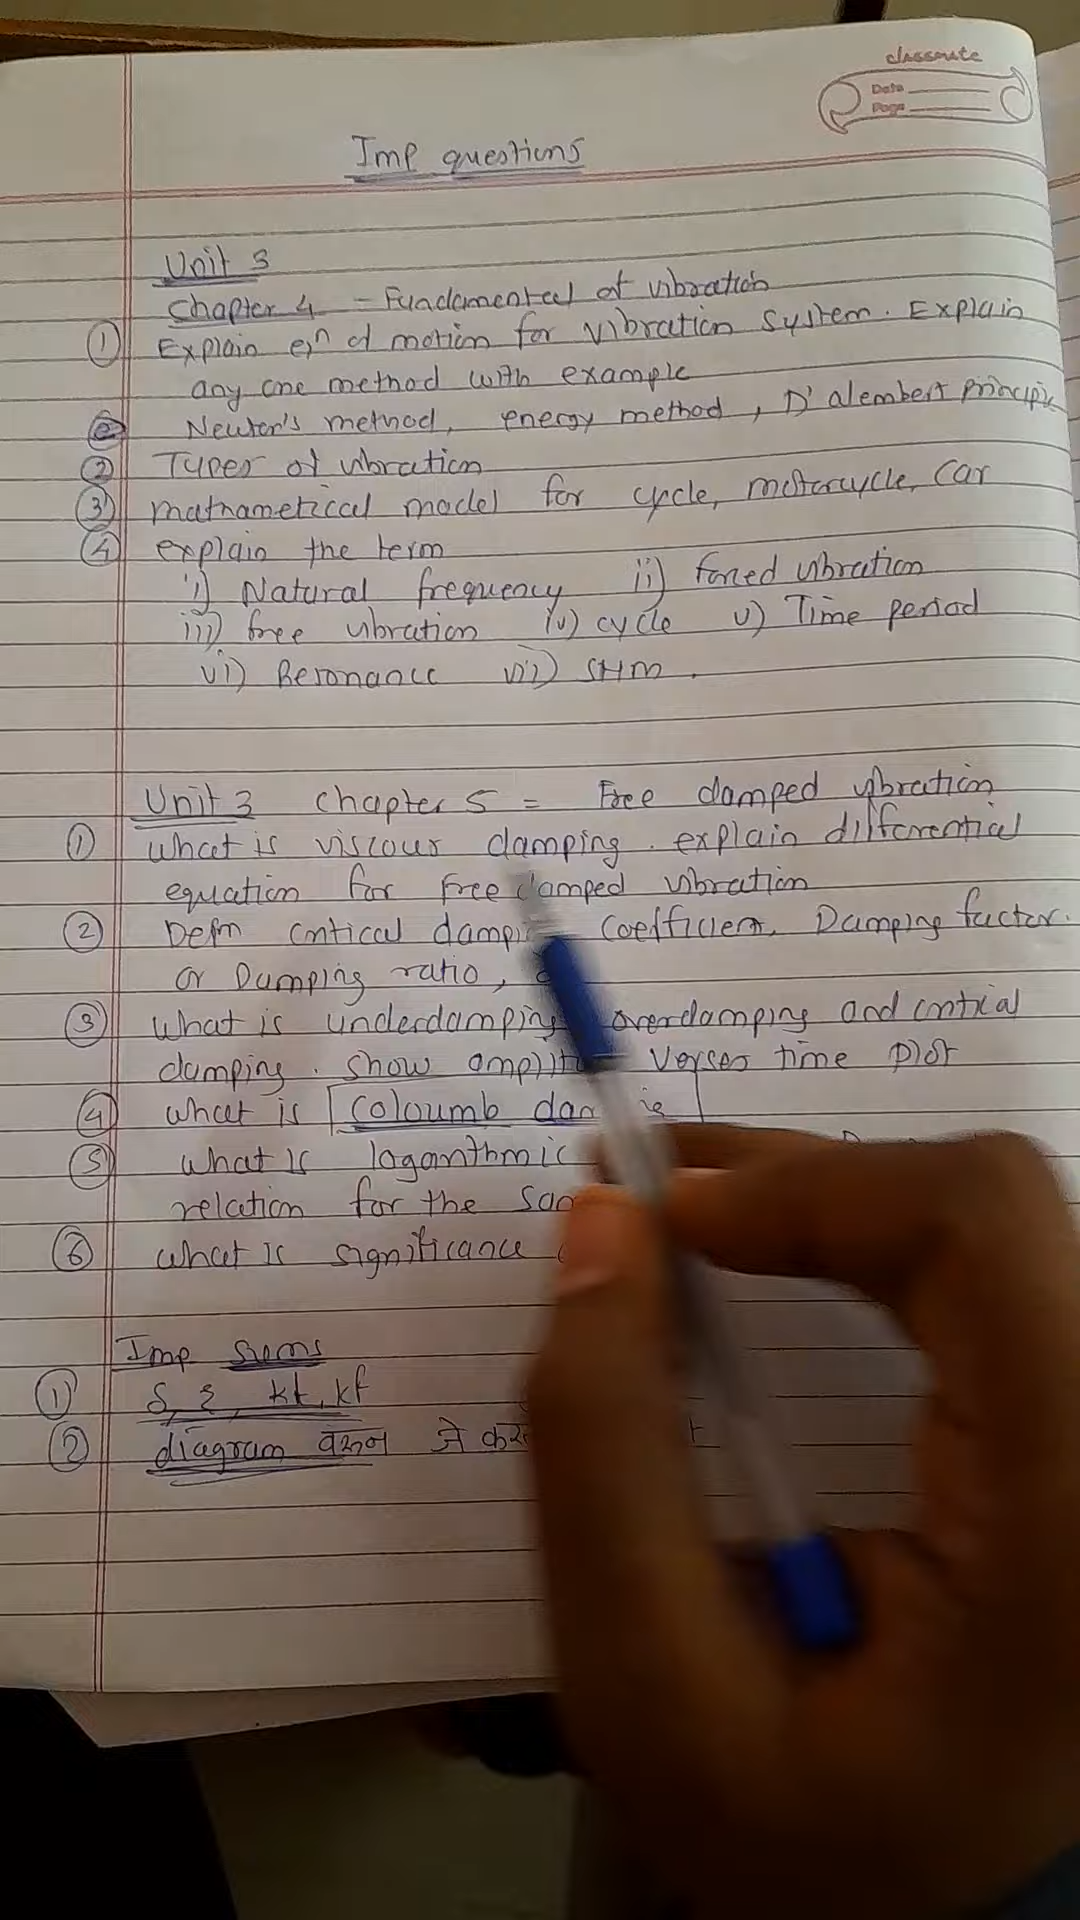 classmate
Date
Page
Imp questions
Unit 3
Chapter 4 - Fundamental of vibration
① Explain eqn of motion for vibration system. Explain
any one method with example
Newton's method, energy method, D'alembert principle
② Types of vibration
③ mathametical model for cycle, motorcycle, car
④ explain the term
i) Natural frequency ii) forced vibration
iii) free vibration iv) cycle v) Time period
vi) Resonance vii) SHM.
Unit 3 Chapter 5 = Free damped vibration
① What is viscous damping. explain differential
equation for free damped vibration
② Defn critical Coefficient, Damping factor.
or Damping ratio,
③ What is underdamping overdamping and critical
damping. show Verses time plot
④ what is Coloumb
⑤ what is logarithmic
relation for the
⑥ what is significance
Imp sums
① δ, ξ, kt, kf
② diagram वरून जे